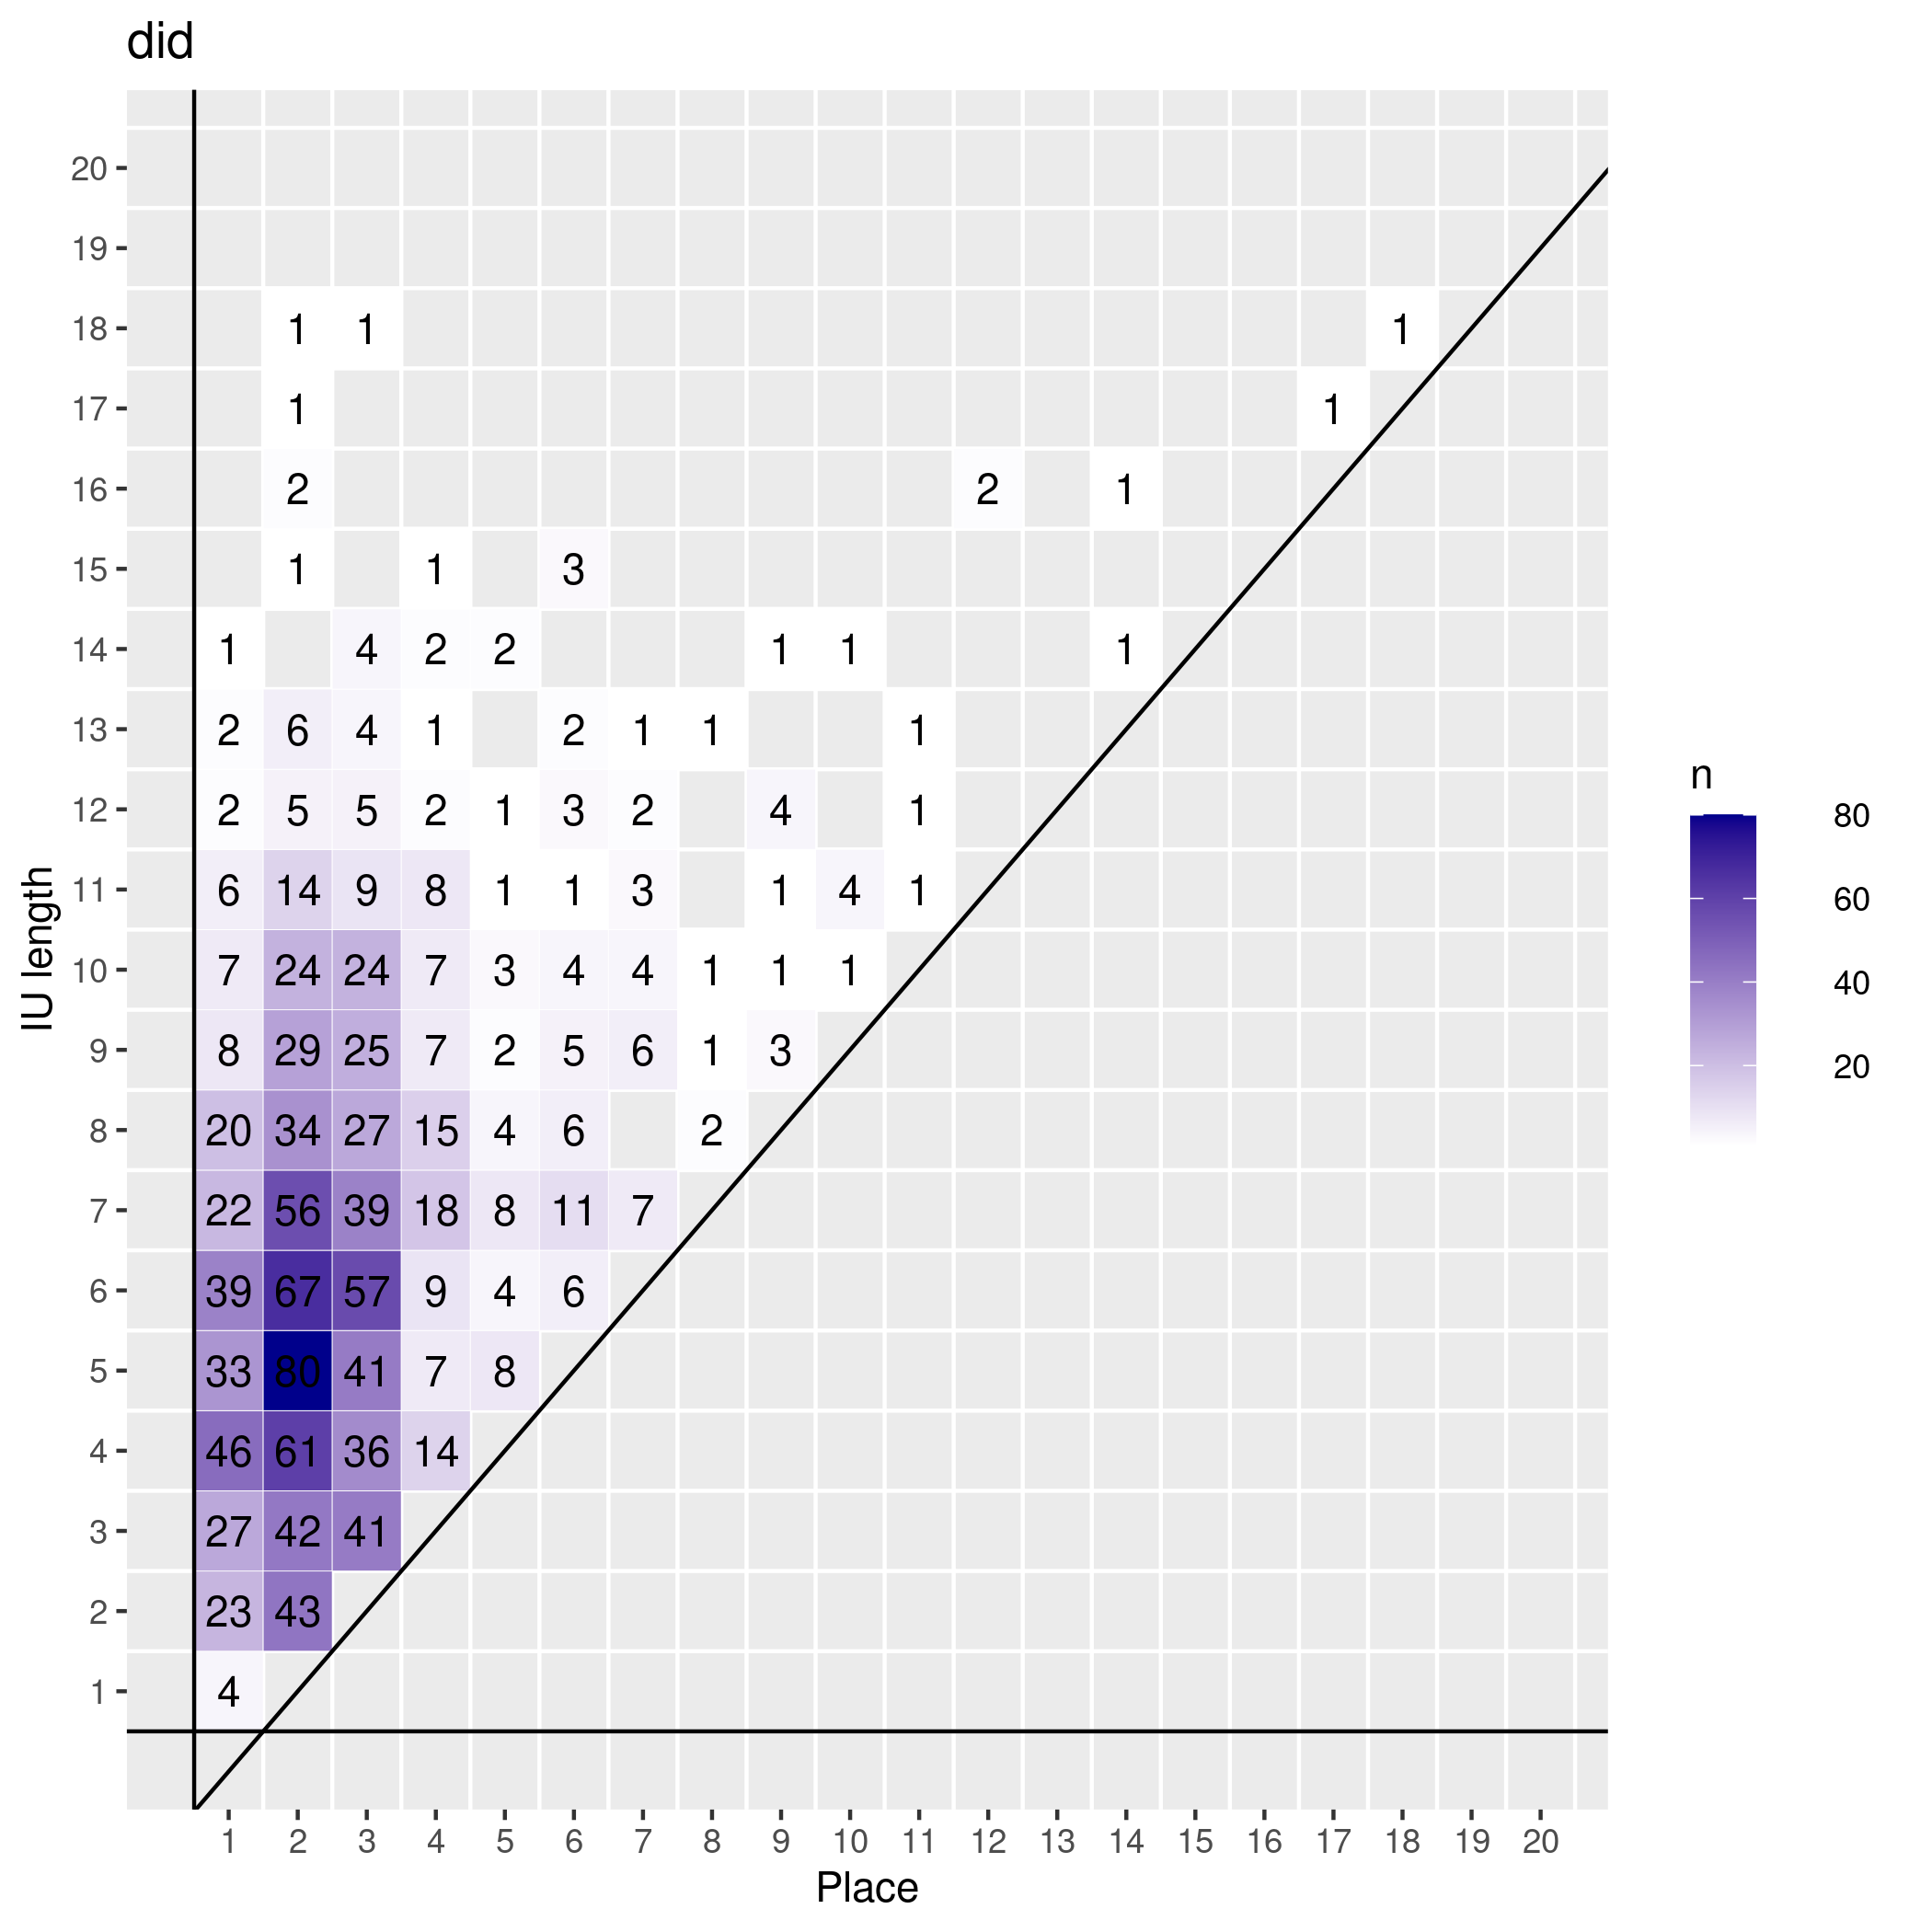 did
20
19
18 1 1 1
17 1 1
16 2 2 1
15 1 1 3
14 1 4 2 2 1 1 1
13 2 6 4 1 2 1 1 1
12 2 5 5 2 1 3 2 4 1
11 6 14 9 8 1 1 3 1 4 1
10 7 24 24 7 3 4 4 1 1 1
9 8 29 25 7 2 5 6 1 3
8 20 34 27 15 4 6 2
7 22 56 39 18 8 11 7
6 39 67 57 9 4 6
5 33 80 41 7 8
4 46 61 36 14
3 27 42 41
2 23 43
1 4
1 2 3 4 5 6 7 8 9 10 11 12 13 14 15 16 17 18 19 20
Place
IU length
n
80
60
40
20